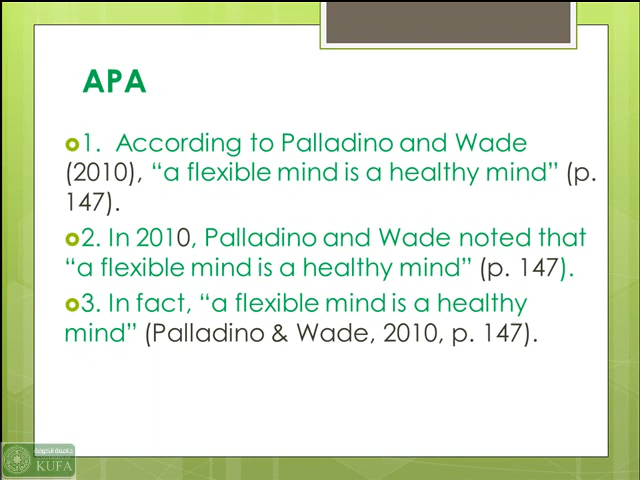 APA
1. According to Palladino and Wade
(2010), “a flexible mind is a healthy mind” (p.
147).
2. In 2010, Palladino and Wade noted that
“a flexible mind is a healthy mind” (p. 147).
3. In fact, “a flexible mind is a healthy
mind” (Palladino & Wade, 2010, p. 147).
جامعة الكوفة
KUFA